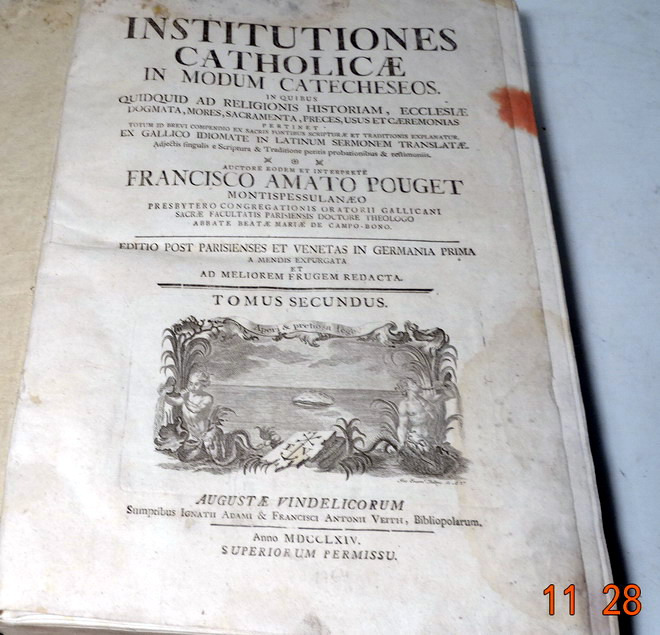 INSTITUTIONES
CATHOLICÆ
IN MODUM CATECHESEOS.
IN QUIBUS
QUIDQUID AD RELIGIONIS HISTORIAM, ECCLESIÆ
DOGMATA, MORES, SACRAMENTA, PRECES, USUS ET CÆREMONIAS
PERTINET
TOTUM ID BREVI COMPENDIO EX SACRIS FONTIBUS SCRIPTURÆ ET TRADITIONIS EXPLANATUR.
EX GALLICO IDIOMATE IN LATINUM SERMONEM TRANSLATÆ.
Adjectis singulis e Scriptura & Traditione petitis probationibus & testimoniis.
AUCTORE EODEM ET INTERPRETE
FRANCISCO AMATO POUGET
MONTISPESSULANÆO
PRESBYTERO CONGREGATIONIS ORATORII GALLICANI
SACRÆ FACULTATIS PARISIENSIS DOCTORE THEOLOGO
ABBATE BEATÆ MARIÆ DE CAMPO-BONO.
EDITIO POST PARISIENSES ET VENETAS IN GERMANIA PRIMA
A MENDIS EXPURGATA
ET
AD MELIOREM FRUGEM REDACTA.
TOMUS SECUNDUS.
Aperi & pretiosa lege
AUGUSTÆ VINDELICORUM
Sumptibus IGNATII ADAMI & FRANCISCI ANTONII VEITH, Bibliopolarum.
Anno MDCCLXIV.
SUPERIORUM PERMISSU.
11 28